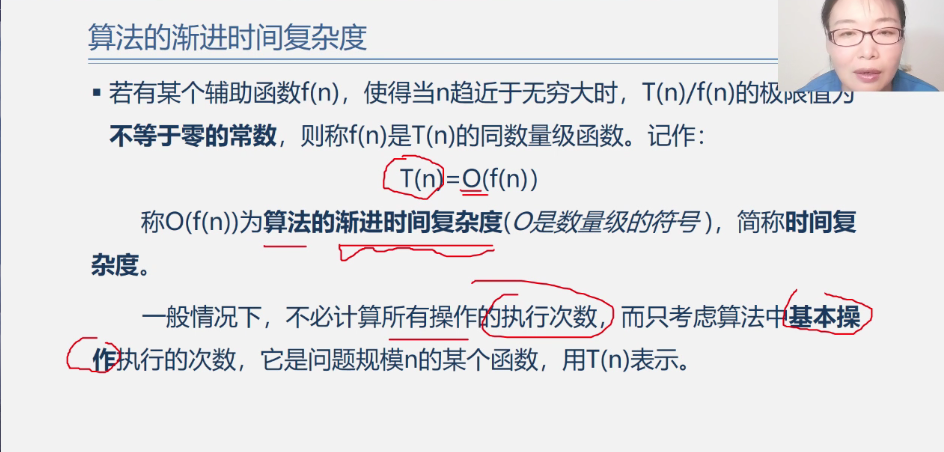 算法的渐进时间复杂度
▪ 若有某个辅助函数f(n)，使得当n趋近于无穷大时，T(n)/f(n)的极限值为
不等于零的常数，则称f(n)是T(n)的同数量级函数。记作：
T(n)=O(f(n))
称O(f(n))为算法的渐进时间复杂度(O是数量级的符号 )，简称时间复
杂度。
一般情况下，不必计算所有操作的执行次数，而只考虑算法中基本操
作执行的次数，它是问题规模n的某个函数，用T(n)表示。